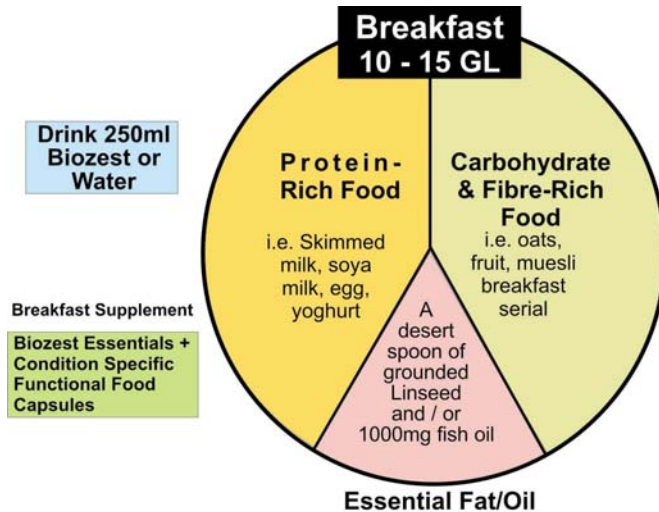 Breakfast
10 - 15 GL
Drink 250ml
Biozest or
Water
Protein-
Rich Food
i.e. Skimmed
milk, soya
milk, egg,
yoghurt
Carbohydrate
& Fibre-Rich
Food
i.e. oats,
fruit, muesli
breakfast
serial
Breakfast Supplement
Biozest Essentials +
Condition Specific
Functional Food
Capsules
A
desert
spoon of
grounded
Linseed
and / or
1000mg fish oil
Essential Fat/Oil